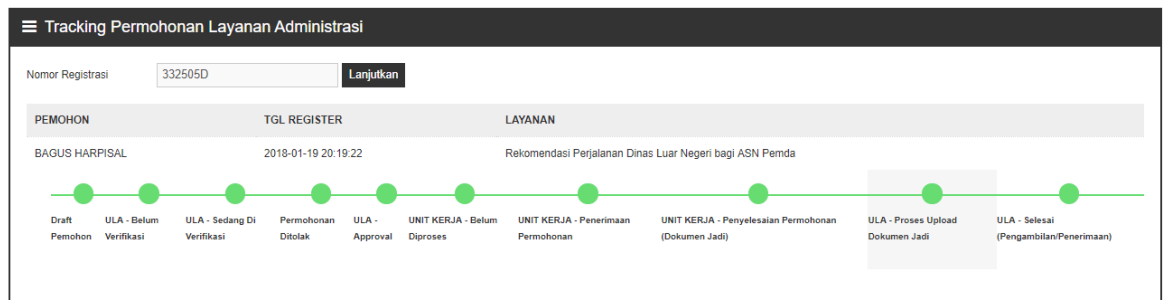 Tracking Permohonan Layanan Administrasi
Nomor Registrasi 332505D Lanjutkan
PEMOHON TGL REGISTER LAYANAN
BAGUS HARPISAL 2018-01-19 20:19:22 Rekomendasi Perjalanan Dinas Luar Negeri bagi ASN Pemda
Draft Pemohon
ULA - Belum Verifikasi
ULA - Sedang Di Verifikasi
Permohonan Ditolak
ULA - Approval
UNIT KERJA - Belum Diproses
UNIT KERJA - Penerimaan Permohonan
UNIT KERJA - Penyelesaian Permohonan (Dokumen Jadi)
ULA - Proses Upload Dokumen Jadi
ULA - Selesai (Pengambilan/Penerimaan)